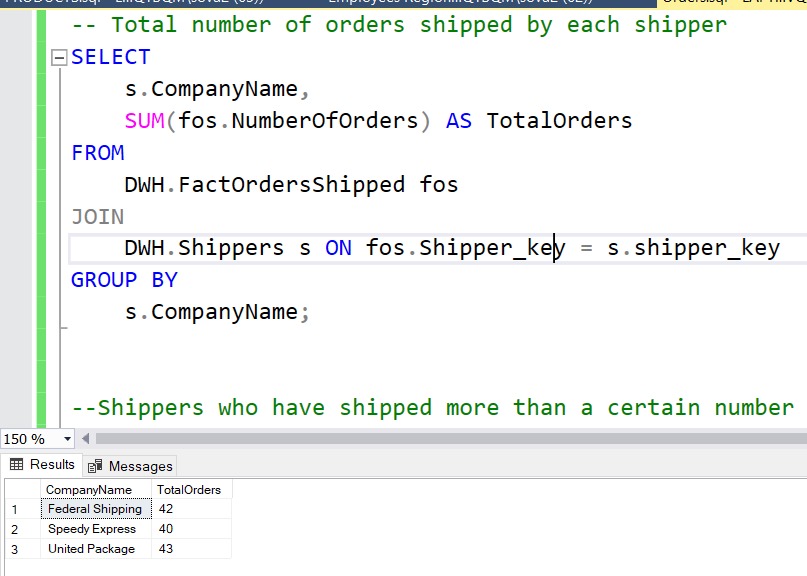 -- Total number of orders shipped by each shipper
SELECT
s.CompanyName,
SUM(fos.NumberOfOrders) AS TotalOrders
FROM
DWH.FactOrdersShipped fos
JOIN
DWH.Shippers s ON fos.Shipper_key = s.shipper_key
GROUP BY
s.CompanyName;
--Shippers who have shipped more than a certain number
150 %
Results Messages
CompanyName TotalOrders
1 Federal Shipping 42
2 Speedy Express 40
3 United Package 43